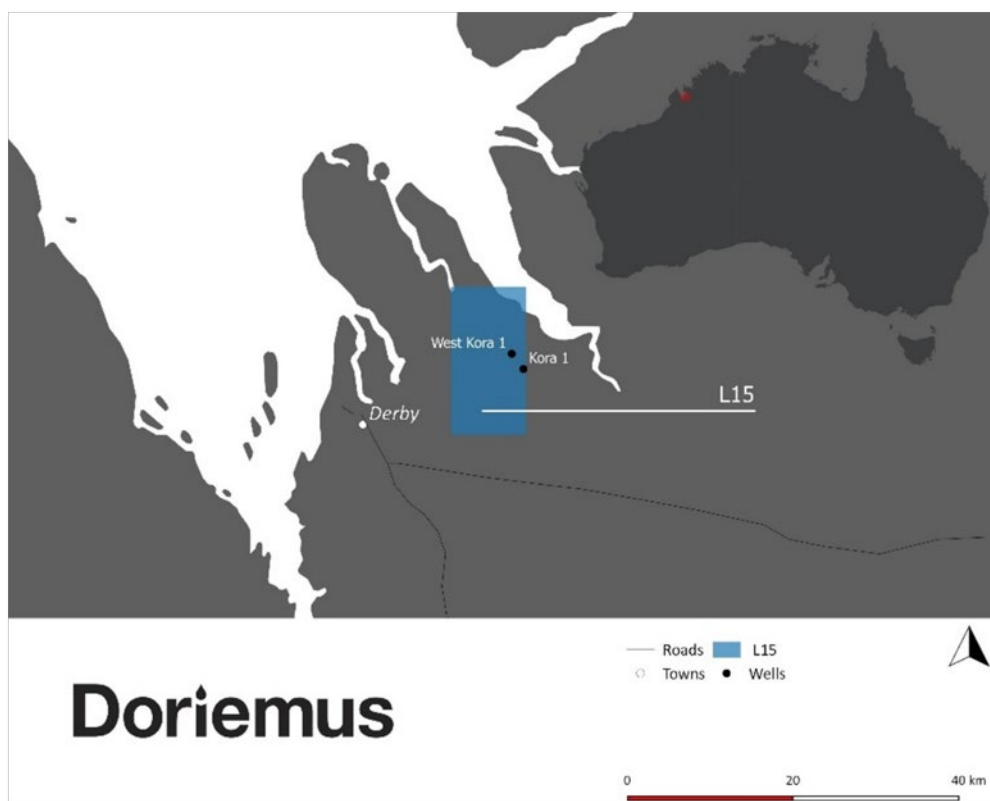 West Kora 1
Kora 1
L15
Derby
Roads L15
Towns Wells
Doriemus
0 20 40 km